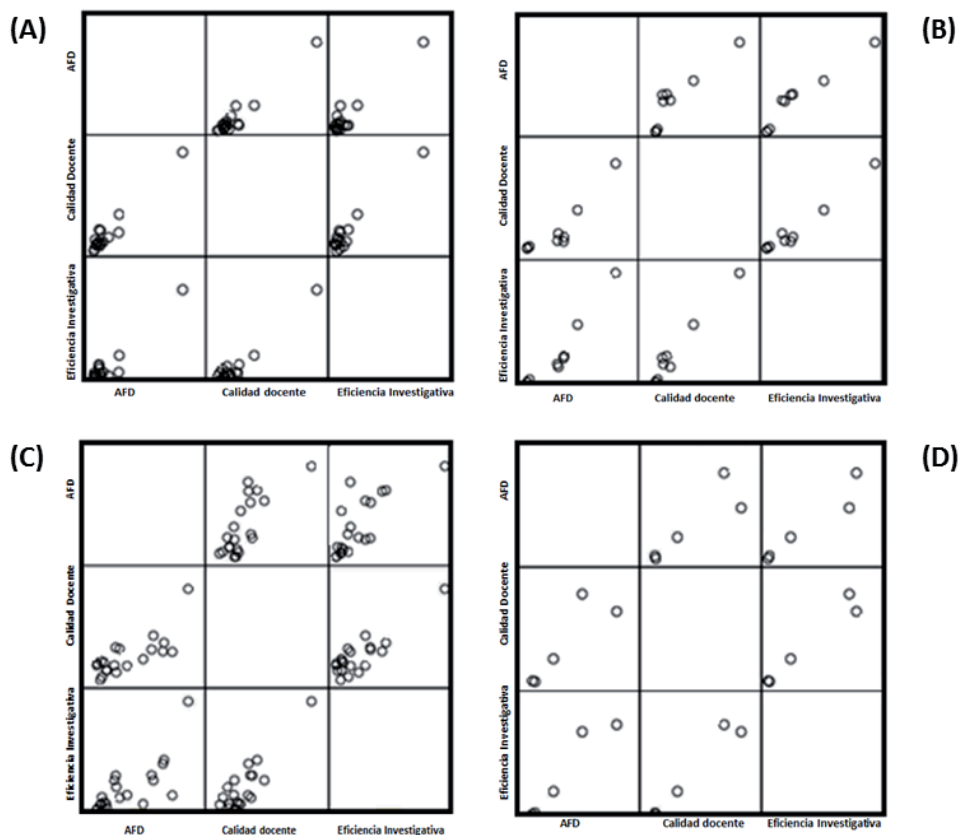 (A)
AFD
Calidad Docente
Eficiencia Investigativa
AFD
Calidad docente
Eficiencia Investigativa
(B)
AFD
Calidad Docente
Eficiencia Investigativa
AFD
Calidad docente
Eficiencia Investigativa
(C)
AFD
Calidad Docente
Eficiencia Investigativa
AFD
Calidad docente
Eficiencia Investigativa
(D)
AFD
Calidad Docente
Eficiencia Investigativa
AFD
Calidad docente
Eficiencia Investigativa